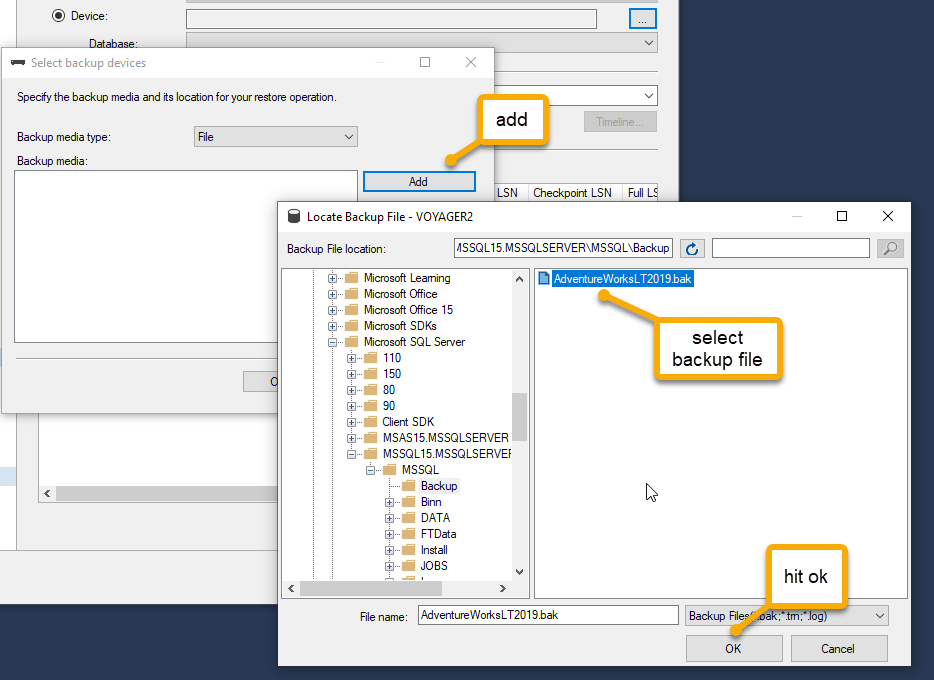 Device:
...
Database:
Select backup devices
Specify the backup media and its location for your restore operation.
add
Timeline...
Backup media type:
File
Backup media:
Add
LSN
Checkpoint LSN
Full LS
Locate Backup File - VOYAGER2
Backup File location:
MSSQL15.MSSQLSERVER\MSSQL\Backup
Microsoft Learning
AdventureWorksLT2019.bak
Microsoft Office
Microsoft Office 15
Microsoft SDKs
Microsoft SQL Server
select
backup file
110
150
80
90
Client SDK
MSAS15.MSSQLSERVER
MSSQL15.MSSQLSERVER
MSSQL
Backup
Binn
DATA
FTData
Install
JOBS
hit ok
File name:
AdventureWorksLT2019.bak
Backup Files(*.bak;*.trn;*.log)
OK
Cancel